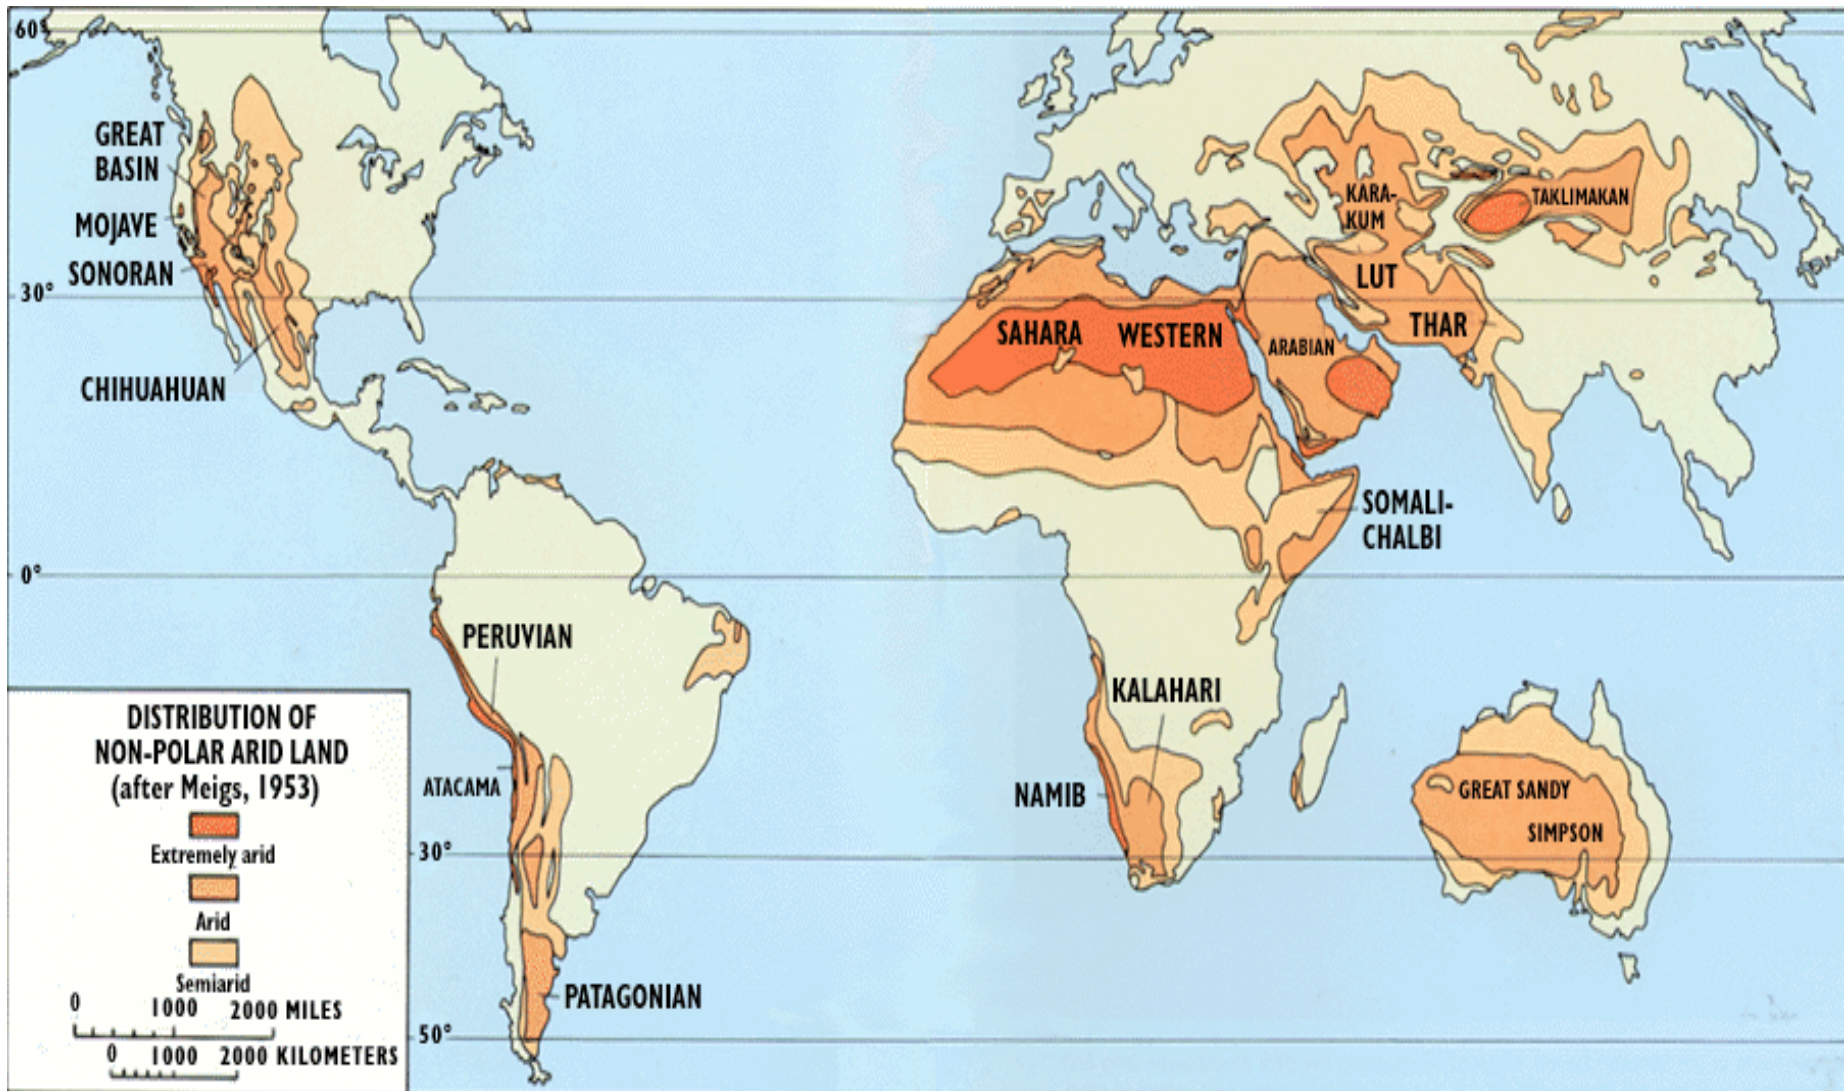 60°
GREAT
BASIN
MOJAVE
SONORAN
30°
CHIHUAHUAN
0°
PERUVIAN
ATACAMA
30°
PATAGONIAN
50°
KARA-
KUM
TAKLIMAKAN
LUT
THAR
SAHARA
WESTERN
ARABIAN
SOMALI-
CHALBI
KALAHARI
NAMIB
GREAT SANDY
SIMPSON
DISTRIBUTION OF
NON-POLAR ARID LAND
(after Meigs, 1953)
Extremely arid
Arid
Semiarid
0 1000 2000 MILES
0 1000 2000 KILOMETERS